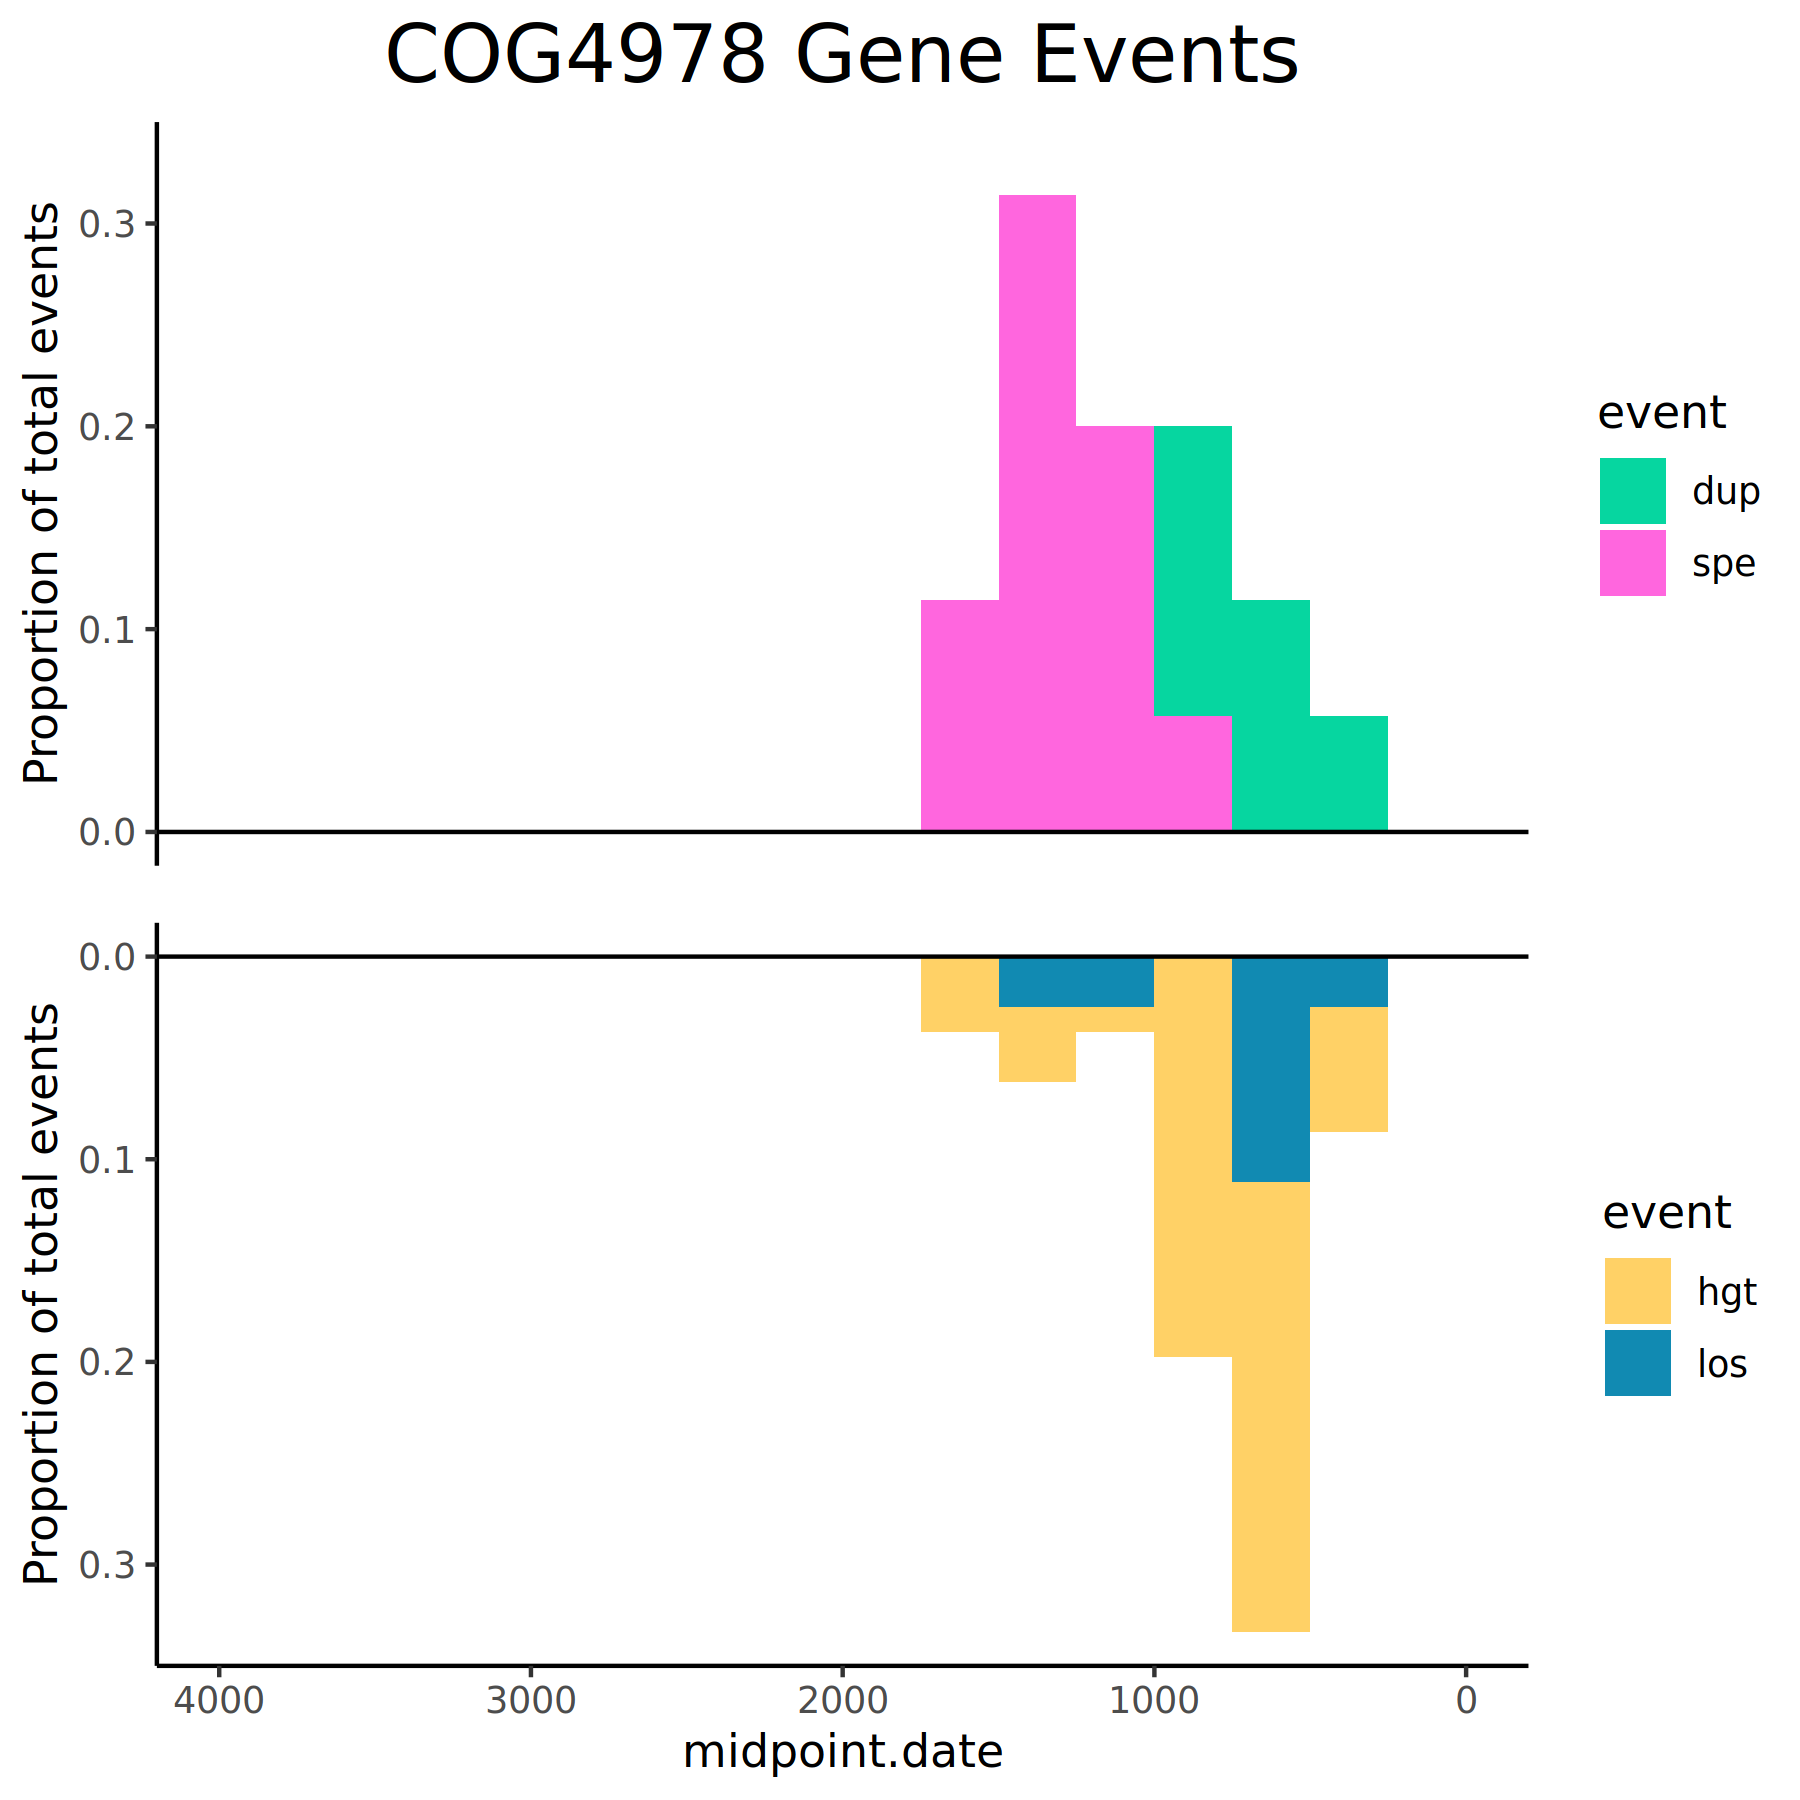 COG4978 Gene Events
Proportion of total events
0.3
0.2
0.1
0.0
event
dup
spe
Proportion of total events
0.0
0.1
0.2
0.3
event
hgt
los
4000 3000 2000 1000 0
midpoint.date